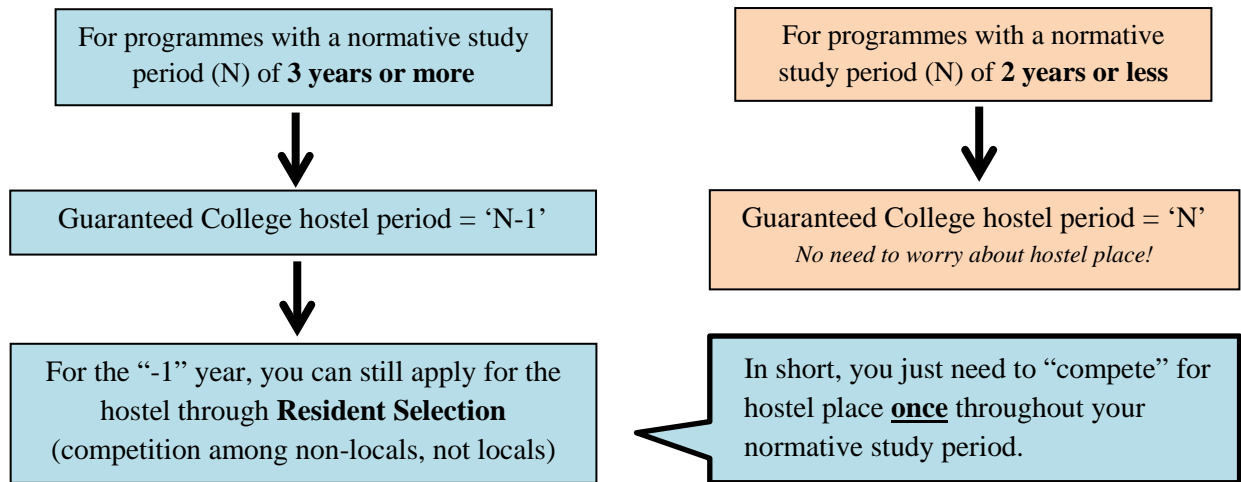 For programmes with a normative study
period (N) of 3 years or more
Guaranteed College hostel period = ‘N-1’
For the “-1” year, you can still apply for the
hostel through Resident Selection
(competition among non-locals, not locals)
For programmes with a normative
study period (N) of 2 years or less
Guaranteed College hostel period = ‘N’
No need to worry about hostel place!
In short, you just need to “compete” for
hostel place once throughout your
normative study period.